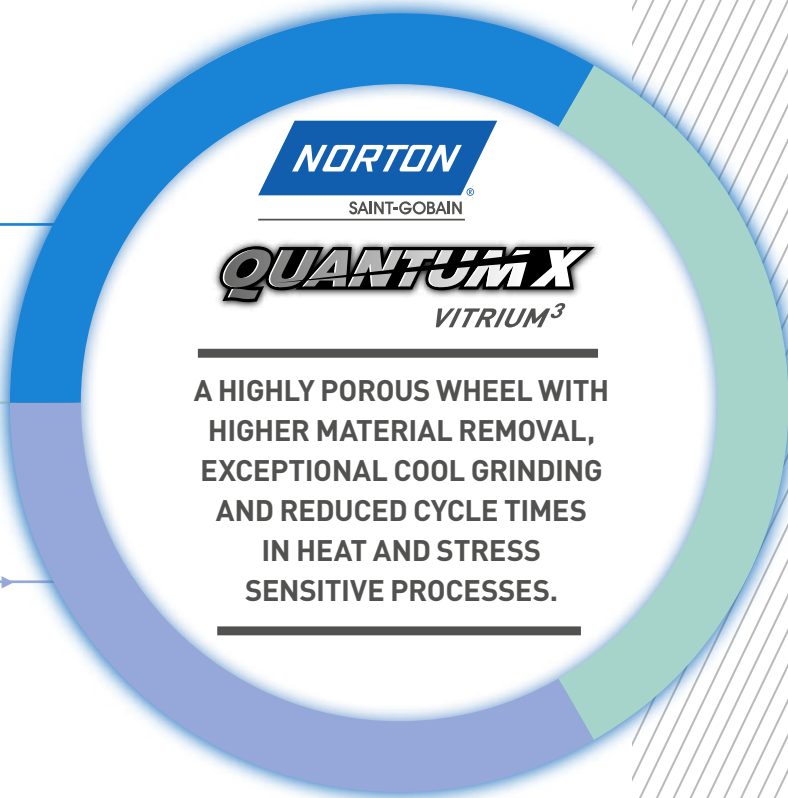 NORTON
®
SAINT-GOBAIN
QUANTUM X
VITRIUM³
A HIGHLY POROUS WHEEL WITH
HIGHER MATERIAL REMOVAL,
EXCEPTIONAL COOL GRINDING
AND REDUCED CYCLE TIMES
IN HEAT AND STRESS
SENSITIVE PROCESSES.